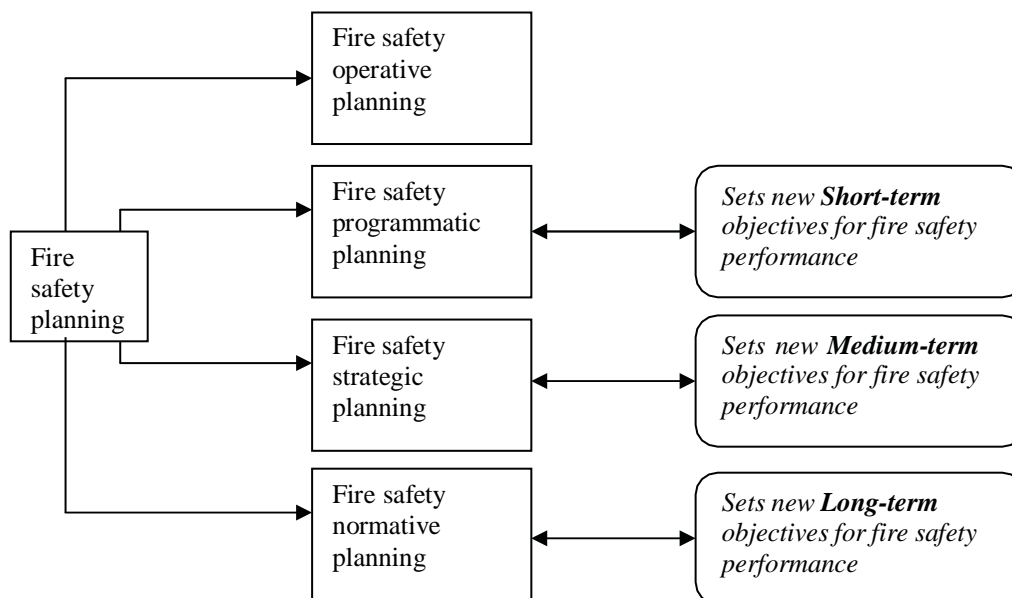 Fire safety
operative
planning
Fire safety
programmatic
planning
Sets new Short-term
objectives for fire safety
performance
Fire
safety
planning
Fire safety
strategic
planning
Sets new Medium-term
objectives for fire safety
performance
Fire safety
normative
planning
Sets new Long-term
objectives for fire safety
performance